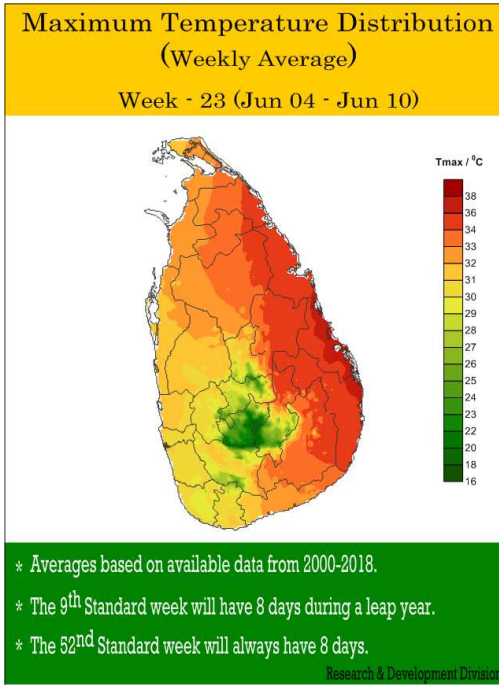 Maximum Temperature Distribution
(Weekly Average)
Week - 23 (Jun 04 - Jun 10)
Tmax / ⁰C
38
36
34
33
32
31
30
29
28
26
25
24
22
20
18
16
* Averages based on available data from 2000-2018.
* The 9th Standard week will have 8 days during a leap year.
* The 52nd Standard week will always have 8 days.
Research & Development Division